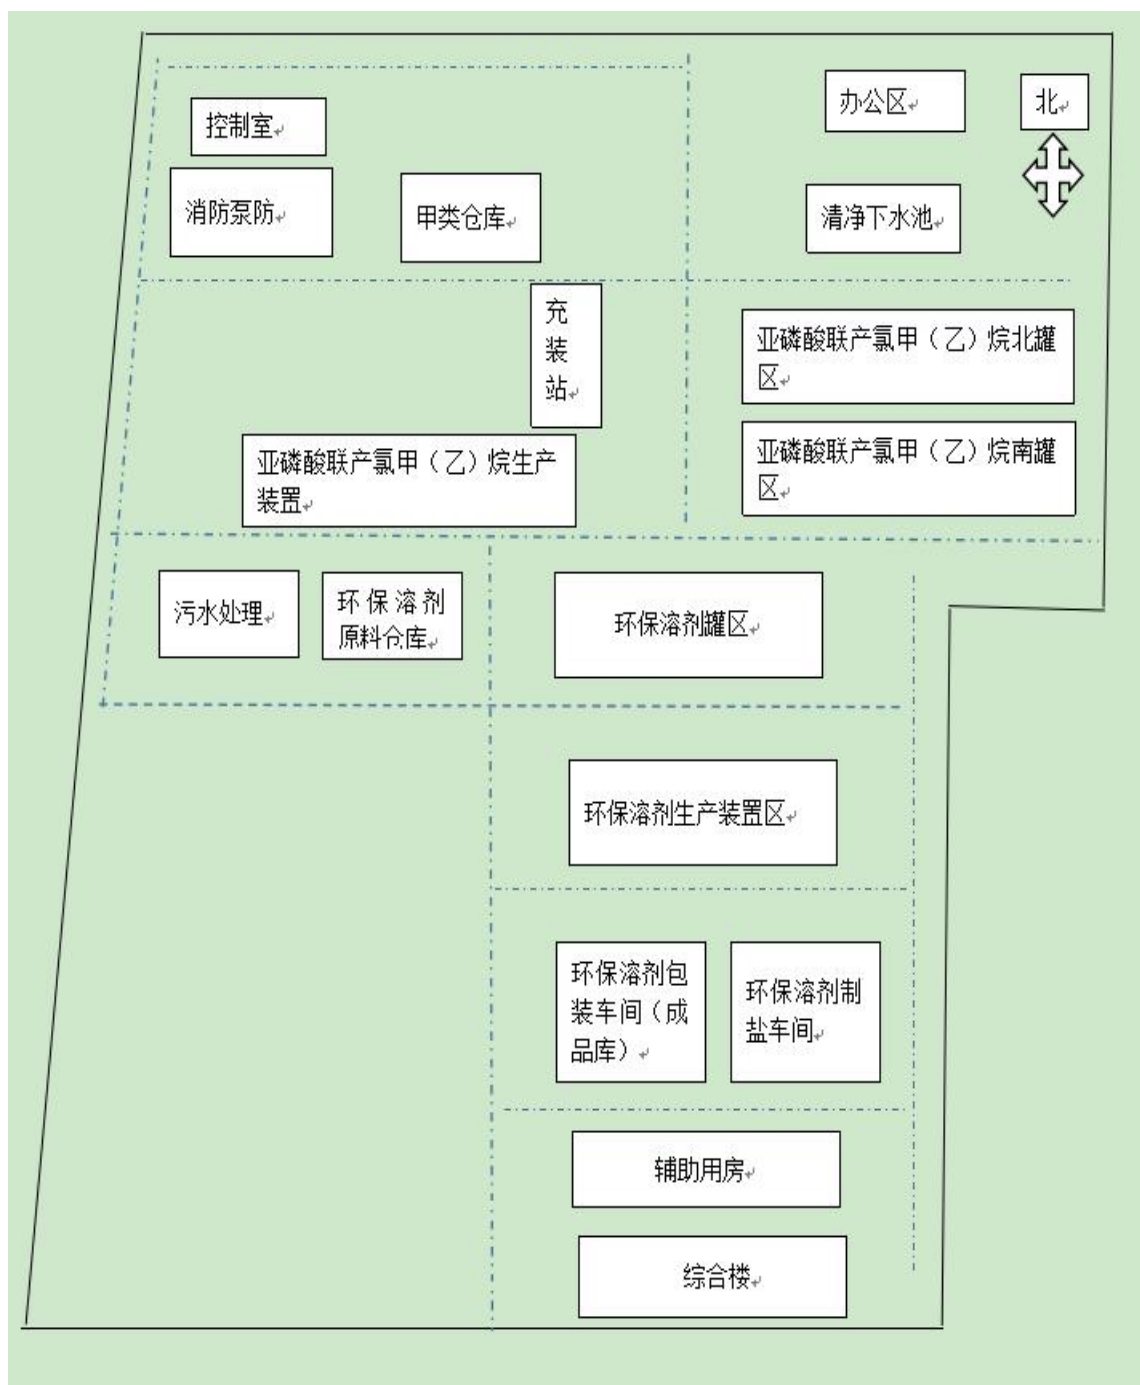 控制室
办公区
北
消防泵防
甲类仓库
清净下水池
充
装
站
亚磷酸联产氯甲（乙）烷北罐
区
亚磷酸联产氯甲（乙）烷南罐
区
亚磷酸联产氯甲（乙）烷生产
装置
污水处理
环保溶剂
原料仓库
环保溶剂罐区
环保溶剂生产装置区
环保溶剂包
装车间（成
品库）
环保溶剂制
盐车间
辅助用房
综合楼